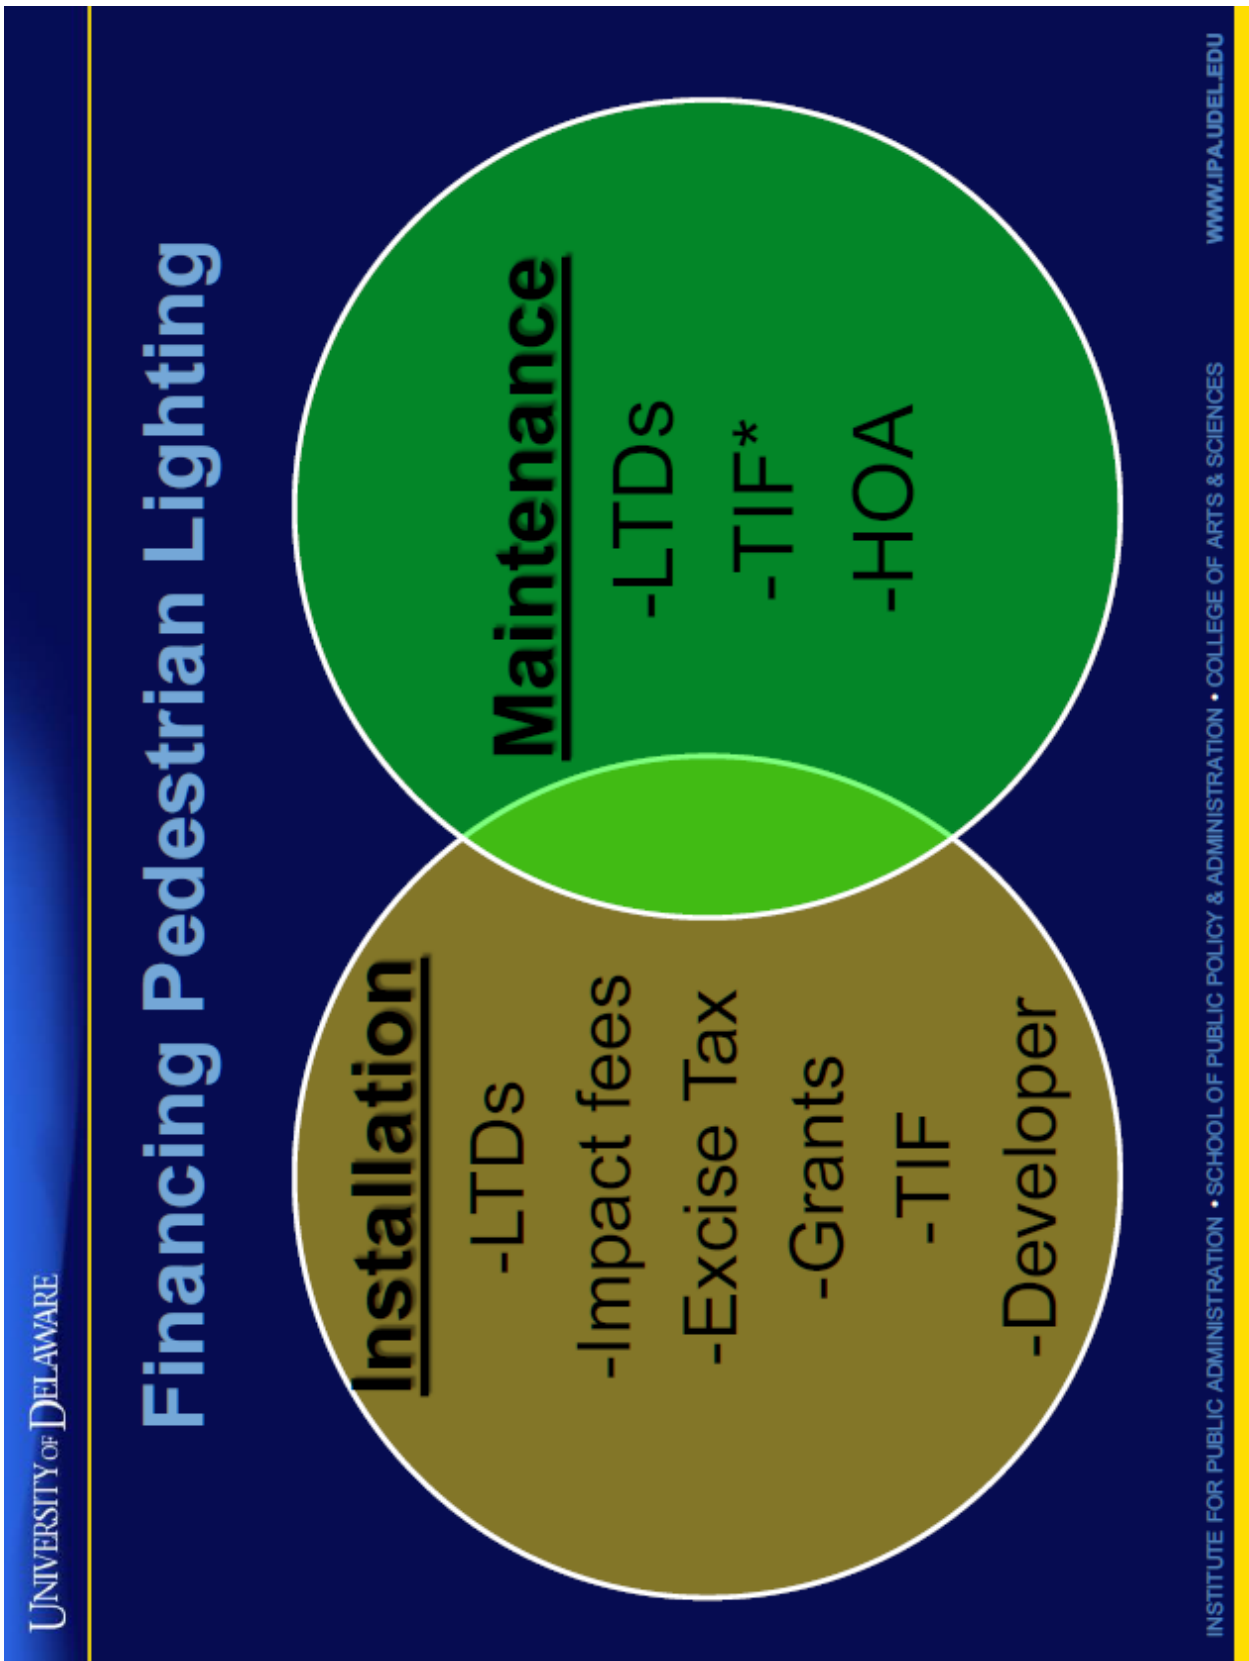 UNIVERSITY OF DELAWARE
Financing Pedestrian Lighting
Installation
-LTDs
-Impact fees
-Excise Tax
-Grants
-TIF
-Developer
Maintenance
-LTDs
-TIF*
-HOA
INSTITUTE FOR PUBLIC ADMINISTRATION • SCHOOL OF PUBLIC POLICY & ADMINISTRATION • COLLEGE OF ARTS & SCIENCES WWW.IPA.UDEL.EDU